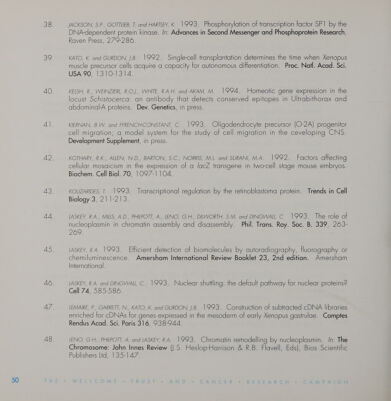 38. JACKSON, S.P., GOTTLIEB, T. and HARTLEY, K. 1993. Phosphorylation of transcription factor SP1 by the
DNA-dependent protein kinase. In: Advances in Second Messenger and Phosphoprotein Research,
Raven Press, 279-286.
39. KATO, K. and GURDON, J.B. 1992. Single-cell transplantation determines the time when Xenopus
muscle precursor cells acquire a capacity for autonomous differentiation. Proc. Natl. Acad. Sci.
USA 90, 1310-1314.
40. KELSH, R., WEINZIERL, R.O.J., WHITE, R.A.H. and AKAM, M. 1994. Homeotic gene expression in the
locust Schistocerca: an antibody that detects conserved epitopes in Ultrabithorax and
abdominal-A proteins. Dev. Genetics, in press.
41. KIERNAN, B.W. and FFRENCH-CONSTANT, C. 1993. Oligodendrocyte precursor (O-2A) progenitor
cell migration; a model system for the study of cell migration in the developing CNS.
Development Supplement, in press.
42. KOTHARY, R.K., ALLEN, N.D., BARTON, S.C., NORRIS, M.L. and SURANI, M.A. 1992. Factors affecting
cellular mosaicism in the expression of a lacZ transgene in two-cell stage mouse embryos.
Biochem. Cell Biol. 70, 1097-1104.
43. KOUZARIDES, T. 1993. Transcriptional regulation by the retinoblastoma protein. Trends in Cell
Biology 3, 211-213.
44. LASKEY, R.A., MILLS, A.D., PHILPOTT, A., LENO, G.H., DILWORTH, S.M. and DINGWALL, C. 1993. The role of
nucleoplasmin in chromatin assembly and disassembly. Phil. Trans. Roy. Soc. B. 339, 263-
269.
45. LASKEY, R.A. 1993. Efficient detection of biomolecules by autoradiography, fluorography or
chemiluminescence. Amersham International Review Booklet 23, 2nd edition. Amersham
International.
46. LASKEY, R.A. and DINGWALL, C. 1993. Nuclear shuttling: the default pathway for nuclear proteins?
Cell 74, 585-586.
47. LEMAIRE, P., GARRETT, N., KATO, K. and GURDON, J.B. 1993. Construction of subtracted cDNA libraries
enriched for cDNAs for genes expressed in the mesoderm of early Xenopus gastrulae. Comptes
Rendus Acad. Sci. Paris 316, 938-944.
48. LENO, G.H., PHILPOTT, A. and LASKEY, R.A. 1993. Chromatin remodelling by nucleoplasmin. In: The
Chromosome: John Innes Review (J.S. Heslop-Harrison & R.B. Flavell, Eds), Bios Scientific
Publishers Ltd, 135-147.
50 THE • WELLCOME • TRUST • AND • CANCER • RESEARCH • CAMPAIGN